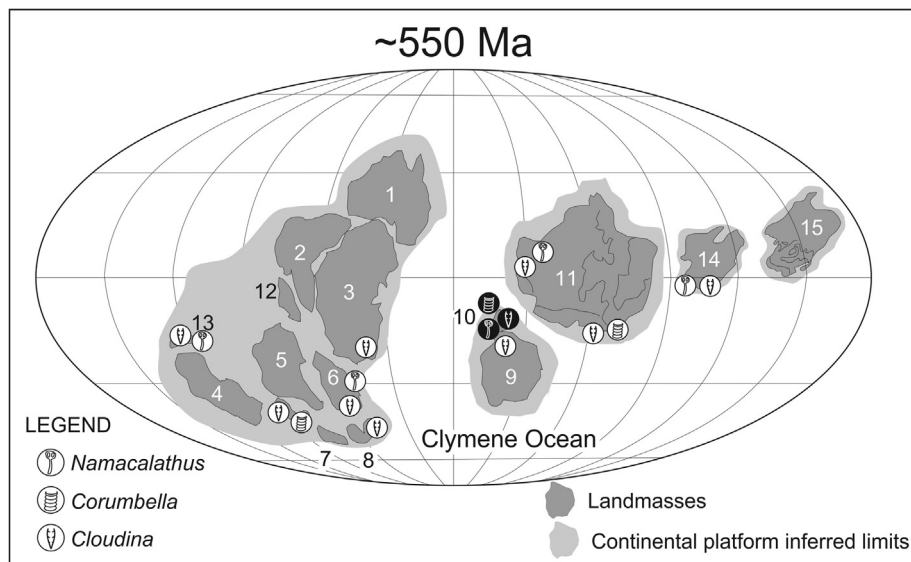 ~550 Ma
1
2
3
11
15
14
12
13
10
5
6
4
9
Clymene Ocean
7
8
LEGEND
Namacalathus
Corumbella
Cloudina
Landmasses
Continental platform inferred limits